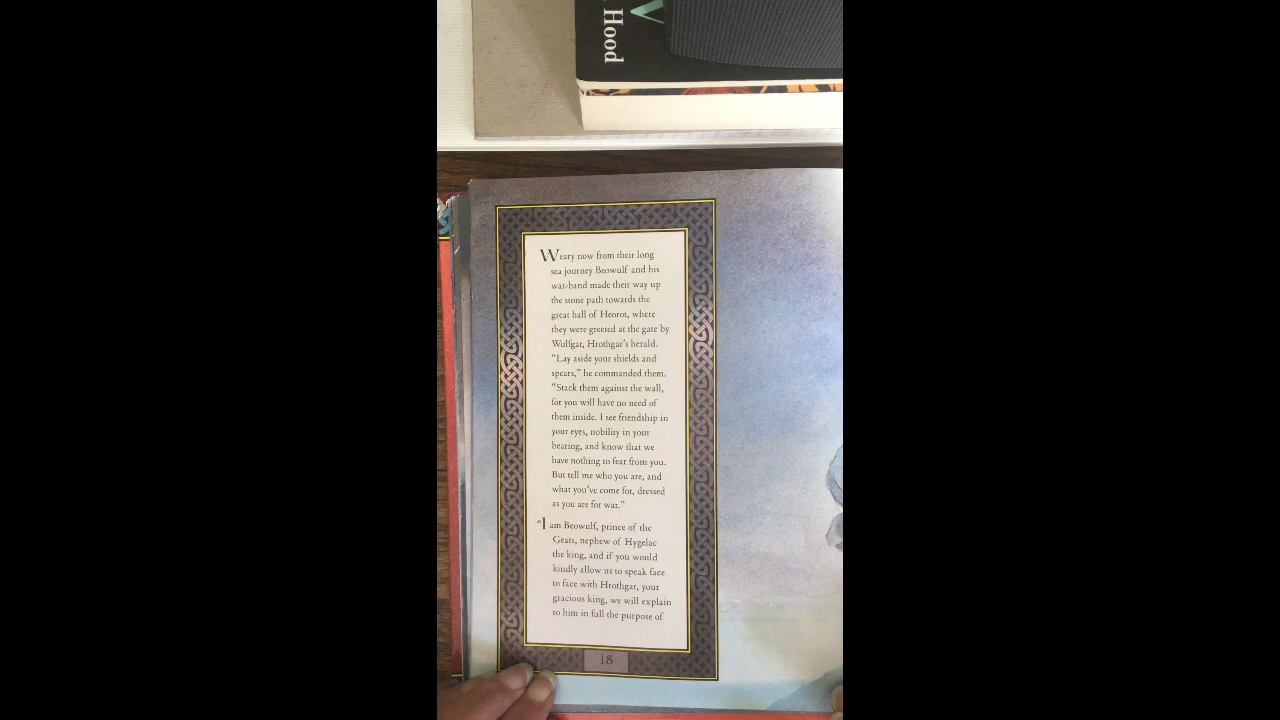 Hood
Weary now from their long
sea journey Beowulf and his
war-band made their way up
the stone path towards the
great hall of Heorot, where
they were greeted at the gate by
Wulfgar, Hrothgar's herald.
"Lay aside your shields and
spears," he commanded them.
"Stack them against the wall,
for you will have no need of
them inside. I see friendship in
your eyes, nobility in your
bearing, and know that we
have nothing to fear from you.
But tell me who you are, and
what you've come for, dressed
as you are for war."
"I am Beowulf, prince of the
Geats, nephew of Hygelac
the king, and if you would
kindly allow us to speak face
to face with Hrothgar, your
gracious king, we will explain
to him in full the purpose of
18